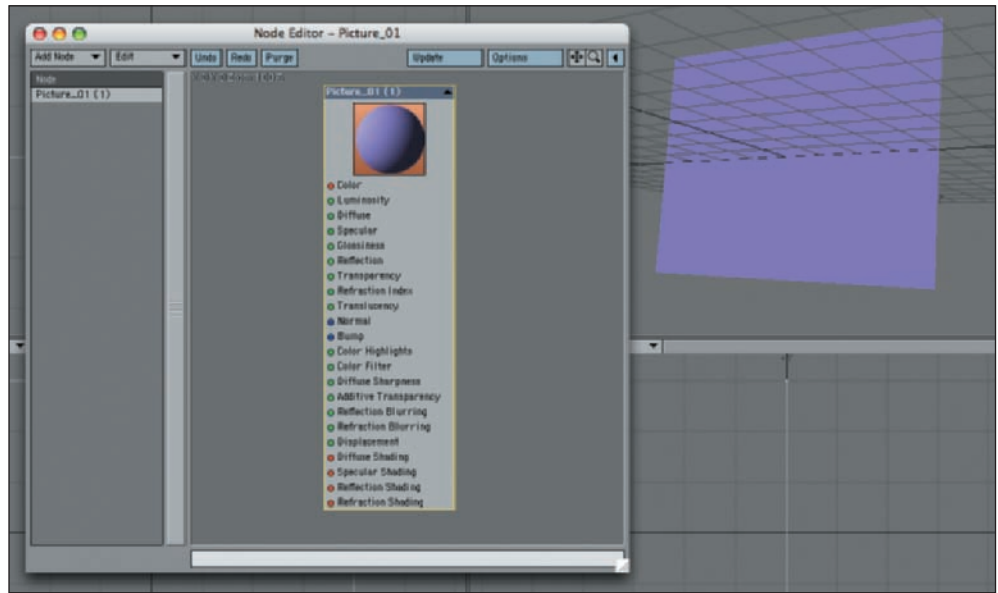 Node Editor - Picture_01
Add Node Edit Undo Redo Purge Update Options
Node
Picture_01 (1)
Picture_01 (1)
Color
Luminosity
Diffuse
Specular
Glossiness
Reflection
Transparency
Refraction Index
Translucency
Normal
Bump
Color Highlights
Color Filter
Diffuse Sharpness
Additive Transparency
Reflection Blurring
Refraction Blurring
Displacement
Diffuse Shading
Specular Shading
Reflection Shading
Refraction Shading